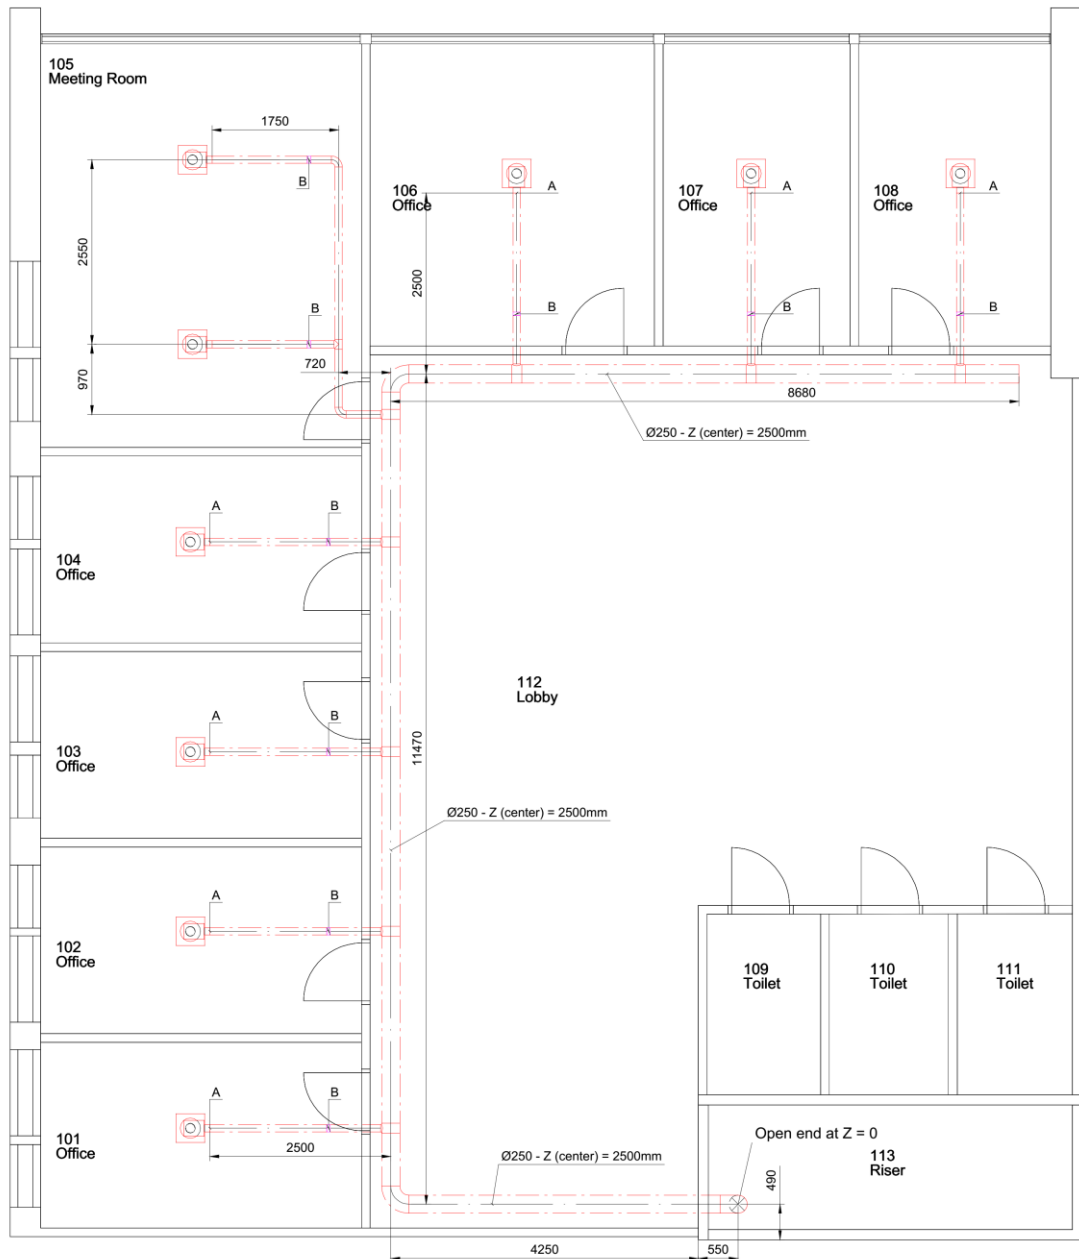 105
Meeting Room
1750
B
2550
B
970
720
106
Office
A
2500
B
107
Office
A
B
108
Office
A
B
8680
Ø250 - Z (center) = 2500mm
A
B
104
Office
A
B
103
Office
112
Lobby
11470
Ø250 - Z (center) = 2500mm
A
B
102
Office
109
Toilet
110
Toilet
111
Toilet
A
B
101
Office
2500
Ø250 - Z (center) = 2500mm
Open end at Z = 0
113
Riser
490
4250
550